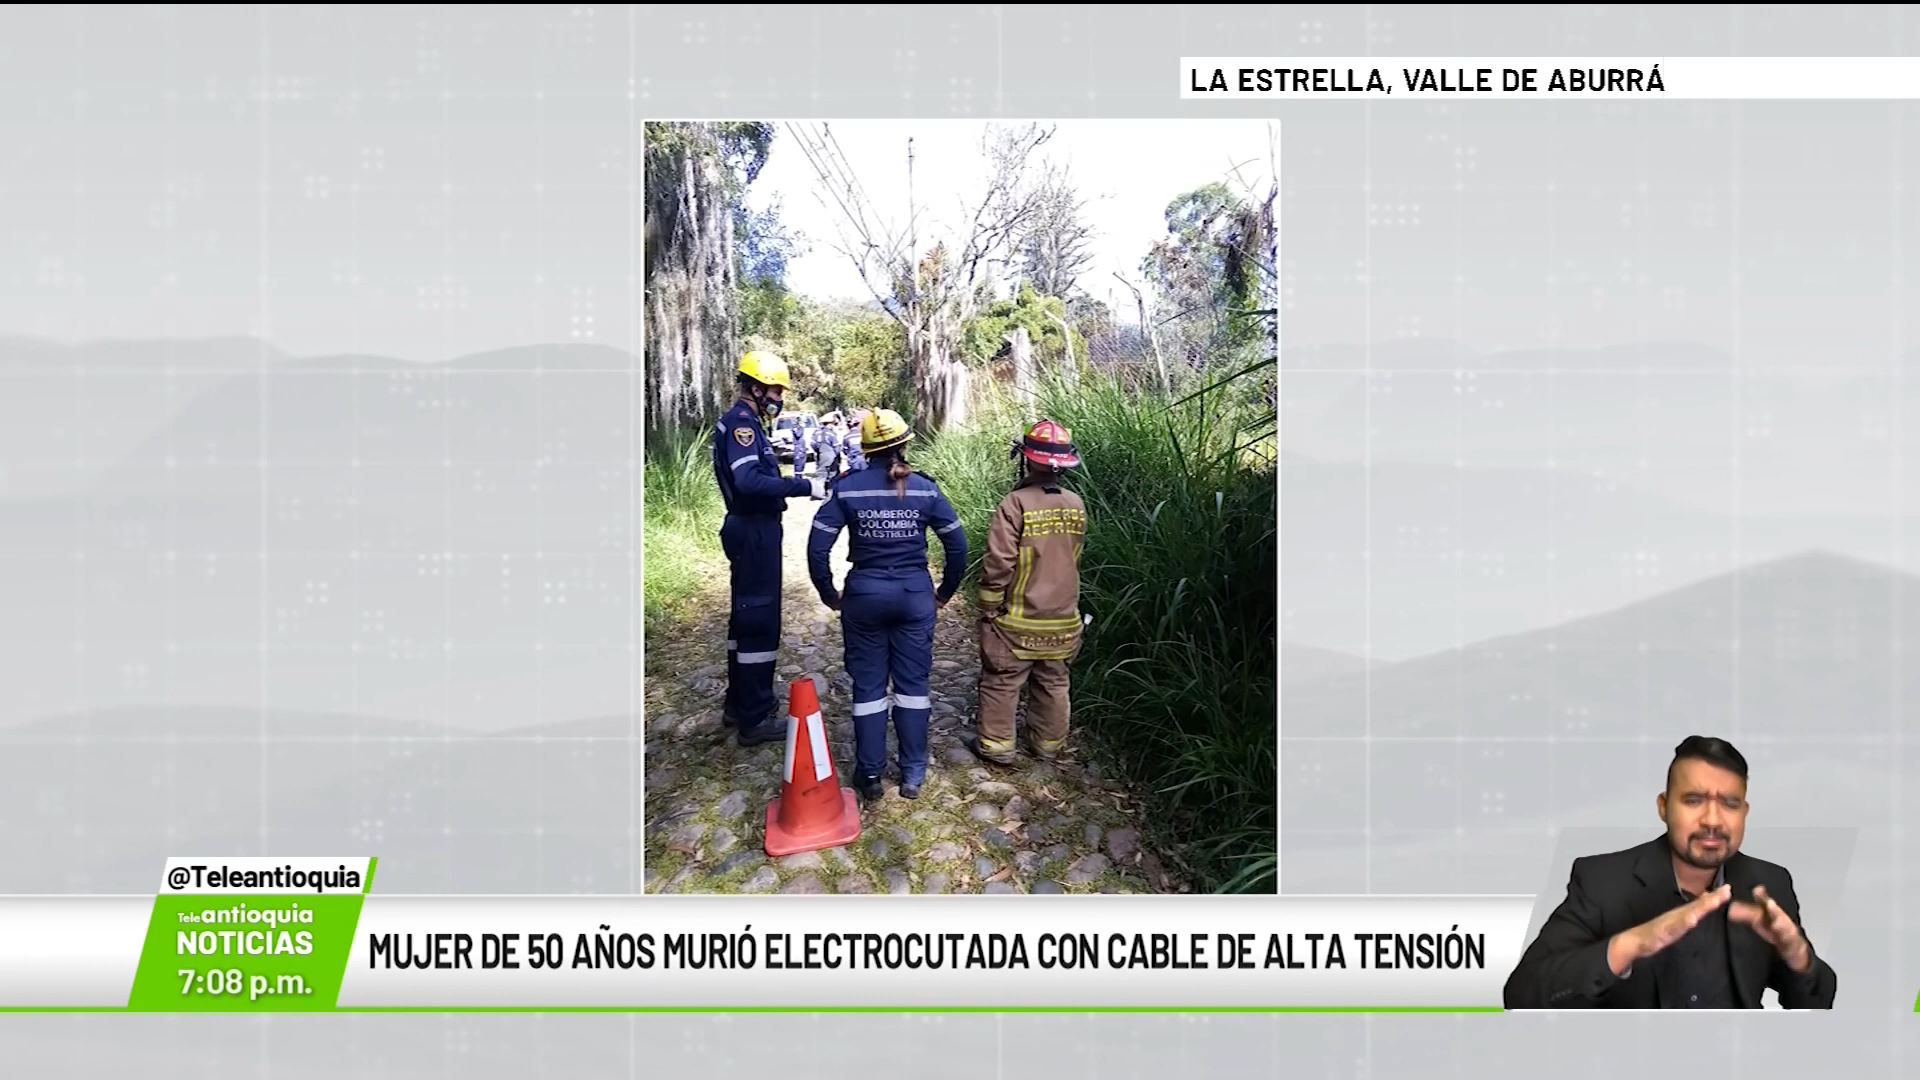 LA ESTRELLA, VALLE DE ABURRÁ
BOMBEROS
COLOMBIA
LA ESTRELLA
@Teleantioquia
Teleantioquia
NOTICIAS
7:08 p.m.
MUJER DE 50 AÑOS MURIÓ ELECTROCUTADA CON CABLE DE ALTA TENSIÓN